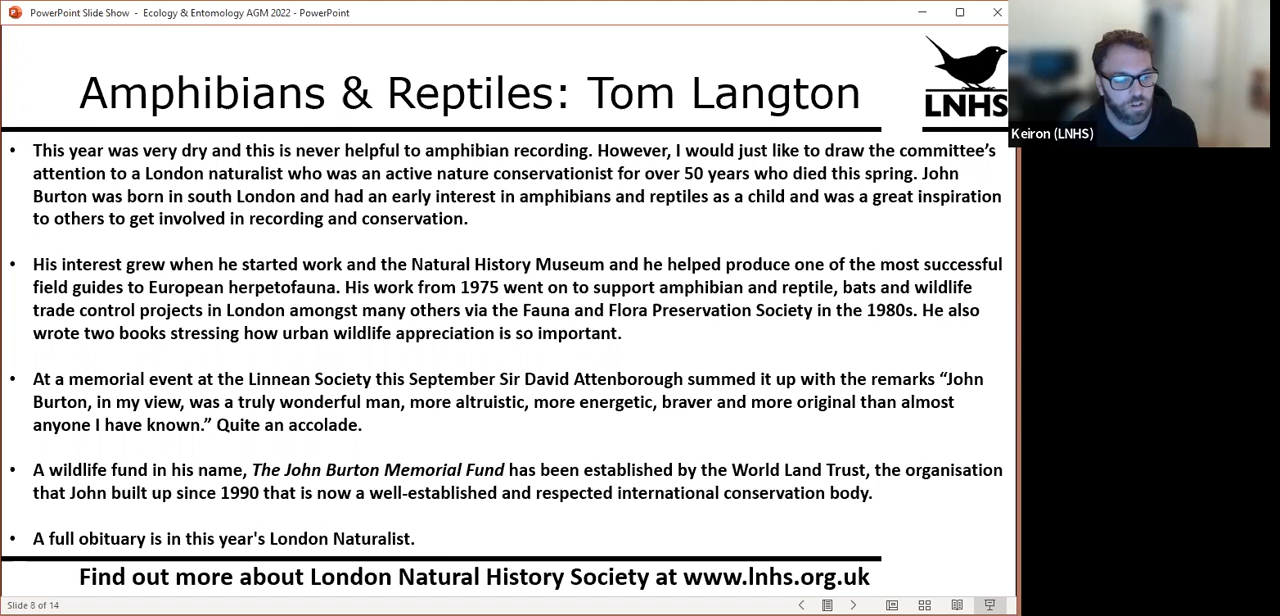 PowerPoint Slide Show - Ecology & Entomology AGM 2022 - PowerPoint
Amphibians & Reptiles: Tom Langton
LNHS
Keiron (LNHS)
• This year was very dry and this is never helpful to amphibian recording. However, I would just like to draw the committee’s
attention to a London naturalist who was an active nature conservationist for over 50 years who died this spring. John
Burton was born in south London and had an early interest in amphibians and reptiles as a child and was a great inspiration
to others to get involved in recording and conservation.
• His interest grew when he started work and the Natural History Museum and he helped produce one of the most successful
field guides to European herpetofauna. His work from 1975 went on to support amphibian and reptile, bats and wildlife
trade control projects in London amongst many others via the Fauna and Flora Preservation Society in the 1980s. He also
wrote two books stressing how urban wildlife appreciation is so important.
• At a memorial event at the Linnean Society this September Sir David Attenborough summed it up with the remarks “John
Burton, in my view, was a truly wonderful man, more altruistic, more energetic, braver and more original than almost
anyone I have known.” Quite an accolade.
• A wildlife fund in his name, The John Burton Memorial Fund has been established by the World Land Trust, the organisation
that John built up since 1990 that is now a well-established and respected international conservation body.
• A full obituary is in this year's London Naturalist.
Find out more about London Natural History Society at www.lnhs.org.uk
Slide 8 of 14